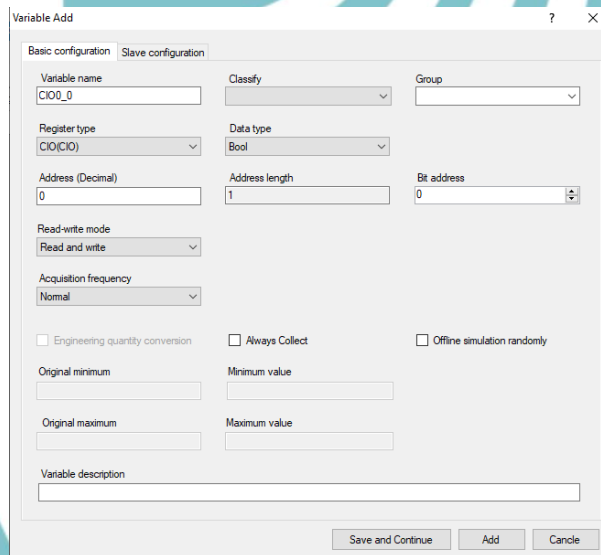 Variable Add ? ×
Basic configuration Slave configuration
Variable name Classify Group
CIO0_0
Register type Data type
CIO(CIO) Bool
Address (Decimal) Address length Bit address
0 1 0
Read-write mode
Read and write
Acquisition frequency
Normal
Engineering quantity conversion Always Collect Offline simulation randomly
Original minimum Minimum value
Original maximum Maximum value
Variable description
Save and Continue Add Cancle